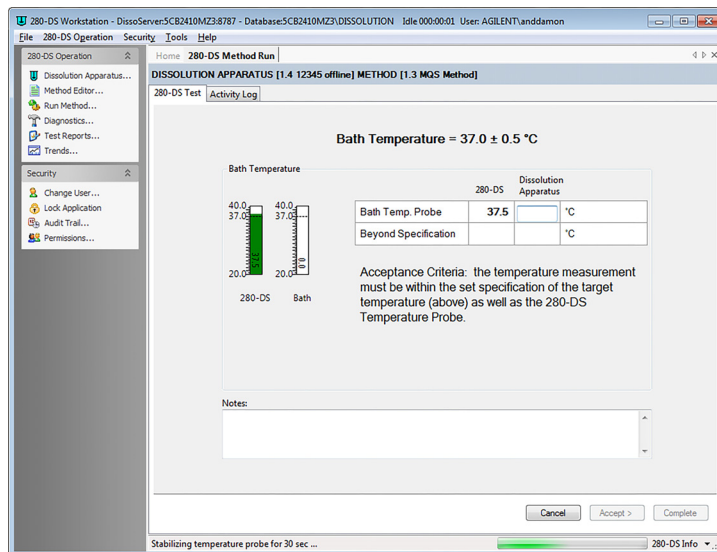 280-DS Workstation - DissoServer:5CB2410MZ3:8787 - Database:5CB2410MZ3\DISSOLUTION Idle 000:00:01 User: AGILENT\anddamon
File 280-DS Operation Security Tools Help
280-DS Operation
Dissolution Apparatus...
Method Editor...
Run Method...
Diagnostics...
Test Reports...
Trends...
Security
Change User...
Lock Application
Audit Trail...
Permissions...
Home 280-DS Method Run
DISSOLUTION APPARATUS [1.4 12345 offline] METHOD [1.3 MQS Method]
280-DS Test Activity Log
Bath Temperature = 37.0 ± 0.5 °C
Bath Temperature
40.0 40.0
37.0 37.0
37.5 0.0
20.0 20.0
280-DS Bath
280-DS Dissolution Apparatus
Bath Temp. Probe 37.5 °C
Beyond Specification °C
Acceptance Criteria: the temperature measurement
must be within the set specification of the target
temperature (above) as well as the 280-DS
Temperature Probe.
Notes:
Cancel Accept > Complete
Stabilizing temperature probe for 30 sec ... 280-DS Info